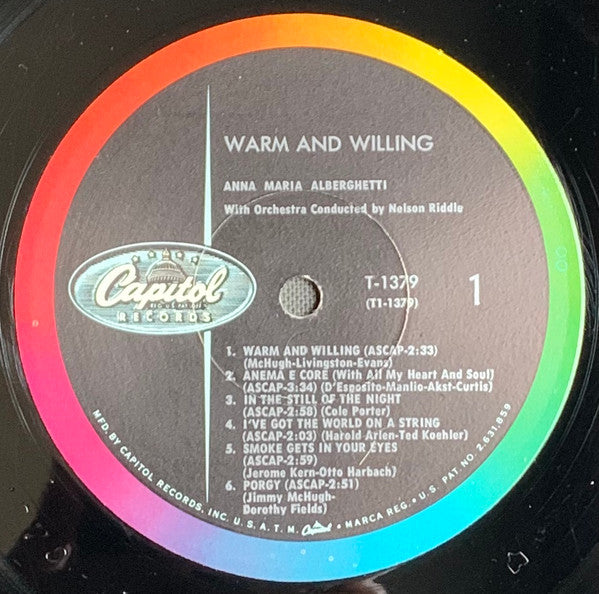 WARM AND WILLING
ANNA MARIA ALBERGHETTI
With Orchestra Conducted by Nelson Riddle
Capitol
RECORDS
T-1379
(T1-1379)
1
1. WARM AND WILLING (ASCAP-2:33)
(McHugh-Livingston-Evans)
2. ANEMA E CORE (With All My Heart And Soul)
(ASCAP-3:34) (D'Esposito-Manlio-Akst-Curtis)
3. IN THE STILL OF THE NIGHT
(ASCAP-2:58) (Cole Porter)
4. I'VE GOT THE WORLD ON A STRING
(ASCAP-2:03) (Harold Arlen-Ted Koehler)
5. SMOKE GETS IN YOUR EYES
(ASCAP-2:59)
(Jerome Kern-Otto Harbach)
6. PORGY (ASCAP-2:51)
(Jimmy McHugh-
Dorothy Fields)
MFD. BY CAPITOL RECORDS, INC. U. S. A. T. M. Capitol MARCA REG. • U.S. PAT. NO. 2,631,859